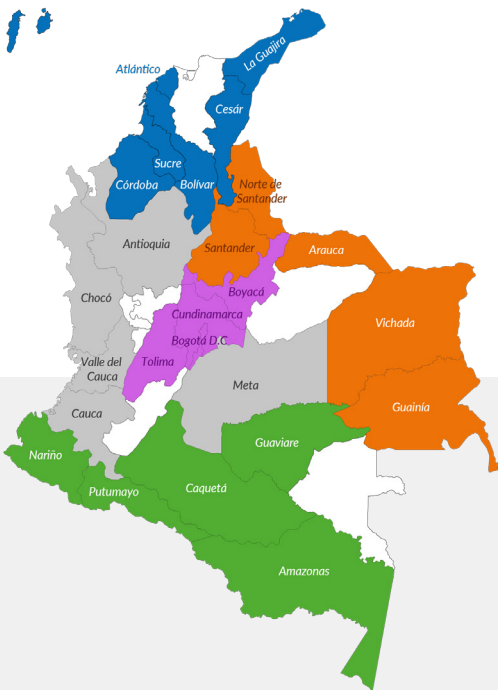 La Guajira
Atlántico
Cesár
Sucre
Córdoba
Bolívar
Norte de
Santander
Antioquia
Santander
Arauca
Boyacá
Chocó
Cundinamarca
Vichada
Bogotá D.C
Valle del
Cauca
Tolima
Meta
Guainía
Cauca
Guaviare
Nariño
Putumayo
Caquetá
Amazonas